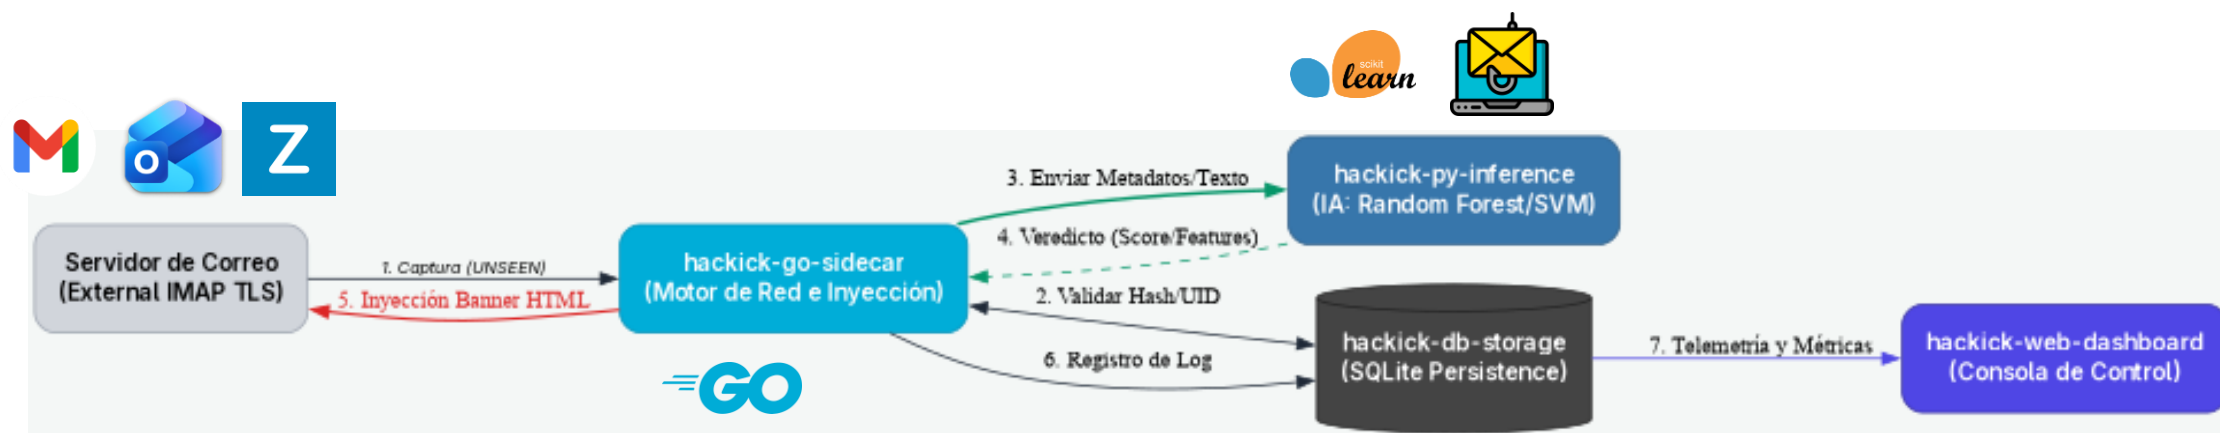 scikit
learn
O
Z
Servidor de Correo
(External IMAP TLS)
1. Captura (UNSEEN)
5. Inyección Banner HTML
hackick-go-sidecar
(Motor de Red e Inyección)
GO
3. Enviar Metadatos/Texto
4. Veredicto (Score/Features)
2. Validar Hash/UID
6. Registro de Log
hackick-py-inference
(IA: Random Forest/SVM)
hackick-db-storage
(SQLite Persistence)
7. Telemetría y Métricas
hackick-web-dashboard
(Consola de Control)